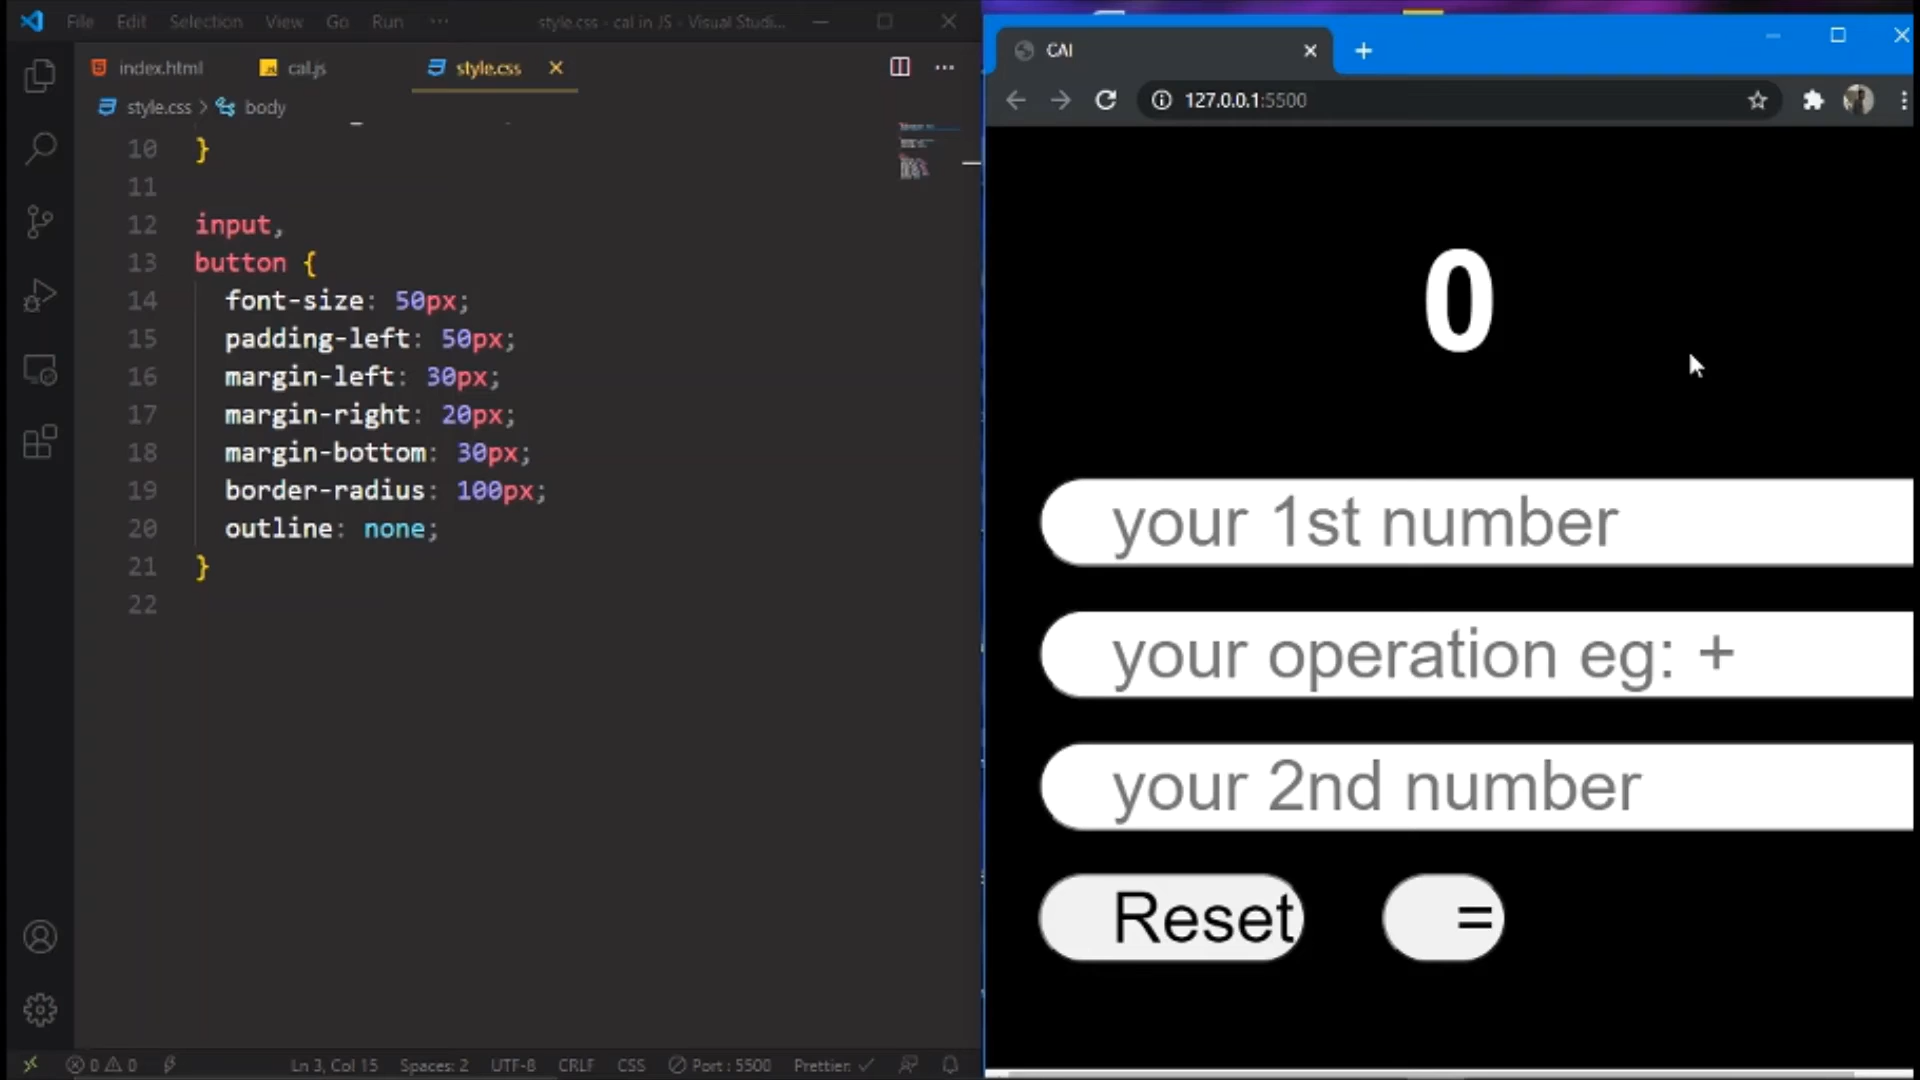 File Edit Selection View Go Run ··· style.css - cal in JS - Visual Studi...
index.html cal.js style.css
style.css > body
10 }
11
12 input,
13 button {
14 font-size: 50px;
15 padding-left: 50px;
16 margin-left: 30px;
17 margin-right: 20px;
18 margin-bottom: 30px;
19 border-radius: 100px;
20 outline: none;
21 }
22
0 0 Ln 3, Col 15 Spaces: 2 UTF-8 CRLF CSS Port : 5500 Prettier: ✓
CAl
127.0.0.1:5500
0
your 1st number
your operation eg: +
your 2nd number
Reset =